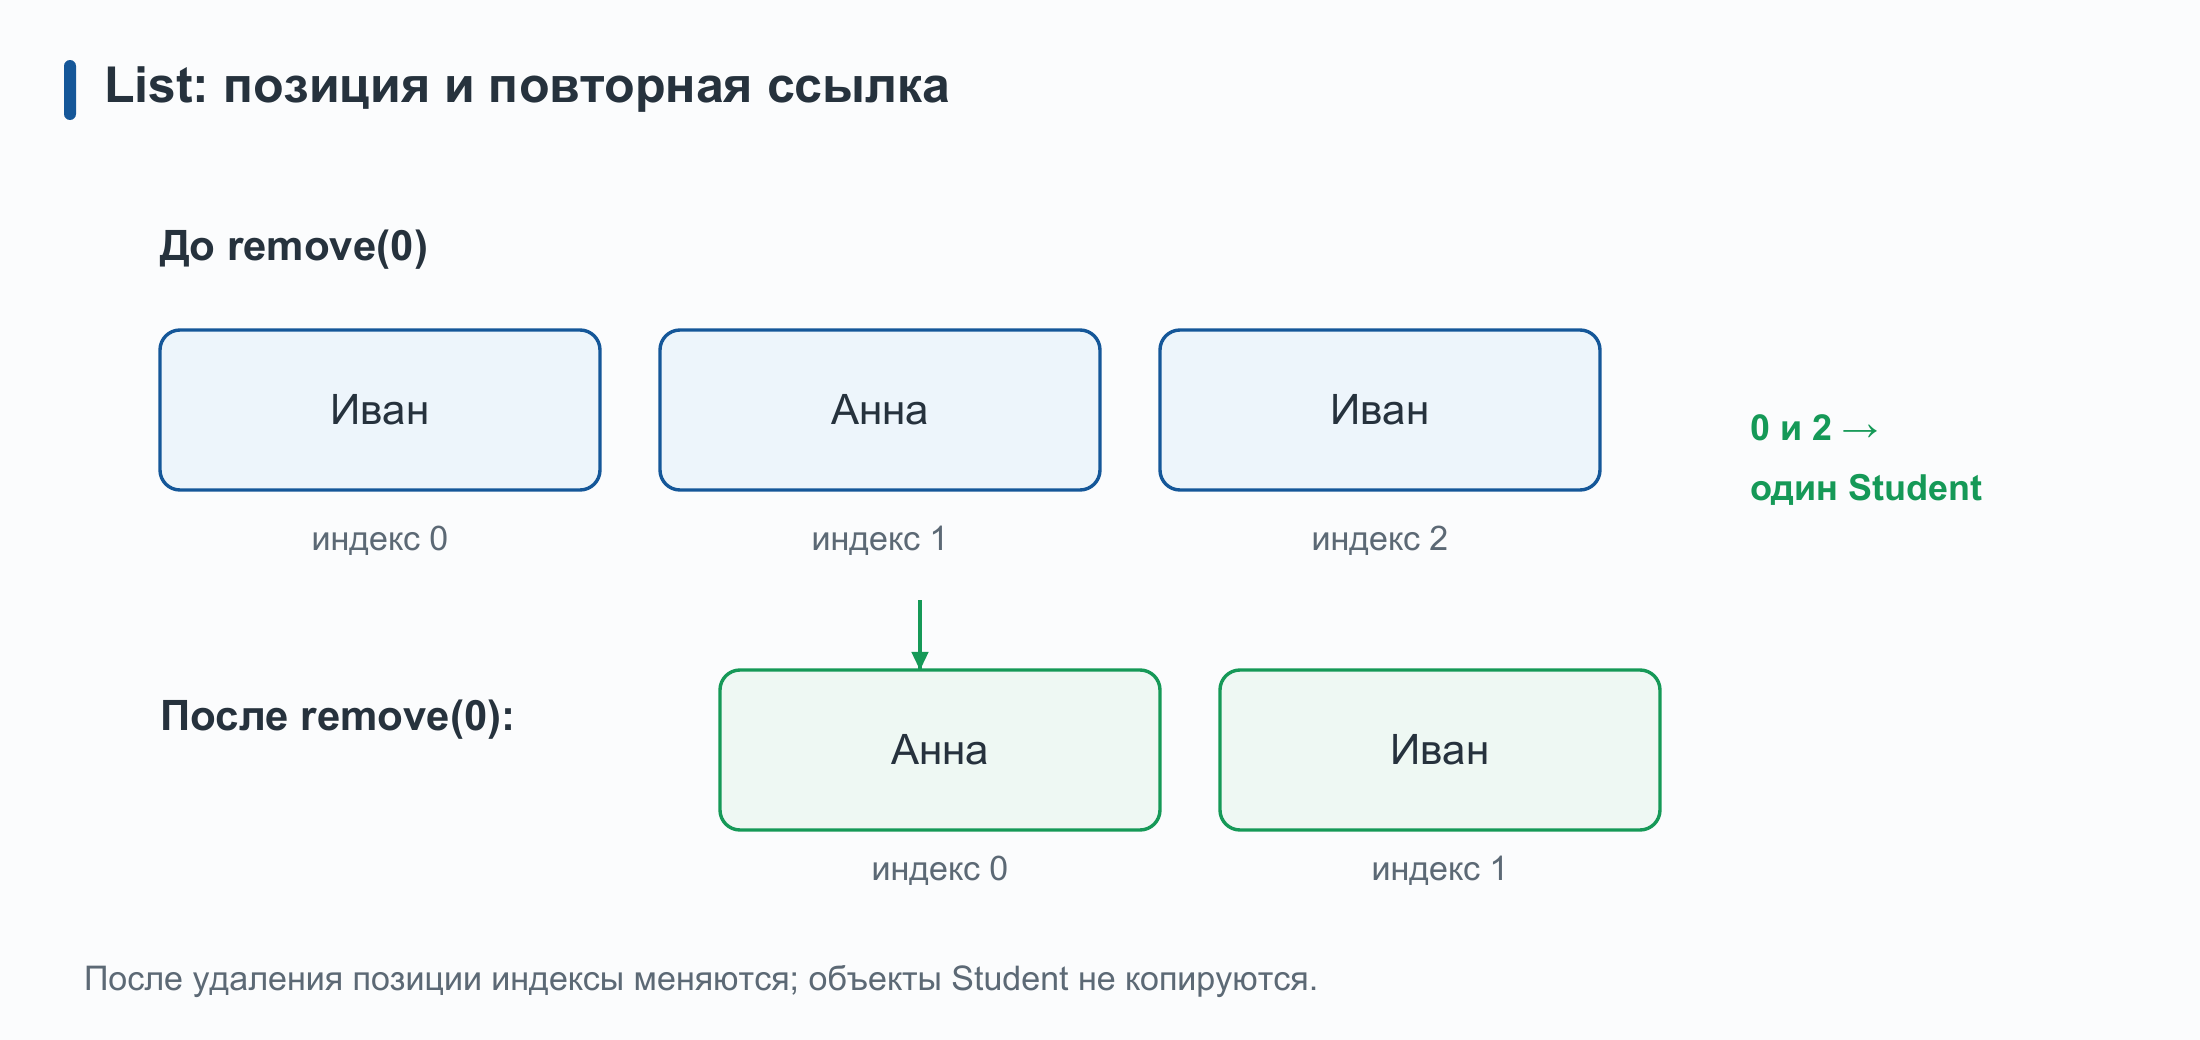 List: позиция и повторная ссылка
До remove(0)
Иван
Анна
Иван
0 и 2 →
один Student
индекс 0
индекс 1
индекс 2
После remove(0):
Анна
Иван
индекс 0
индекс 1
После удаления позиции индексы меняются; объекты Student не копируются.